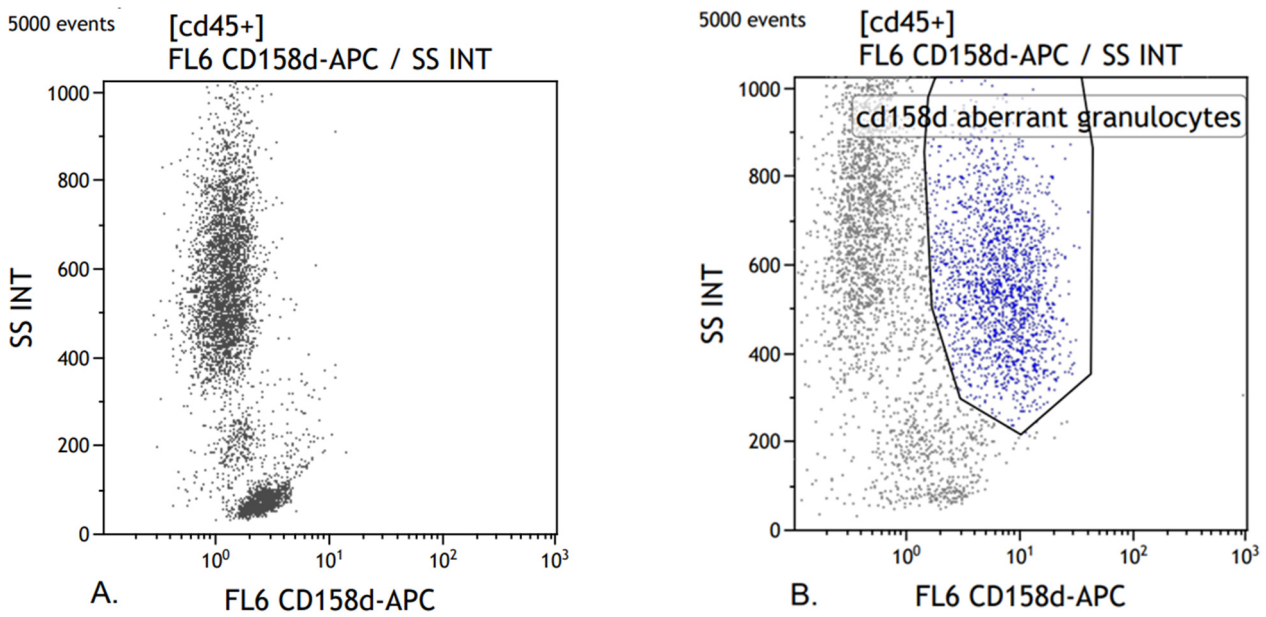 5000 events
[cd45+]
FL6 CD158d-APC / SS INT
1000
800
600
400
200
0
SS INT
10⁰
10¹
10²
10³
FL6 CD158d-APC
A.
5000 events
[cd45+]
FL6 CD158d-APC / SS INT
cd158d aberrant granulocytes
1000
800
600
400
200
0
SS INT
10⁰
10¹
10²
10³
FL6 CD158d-APC
B.